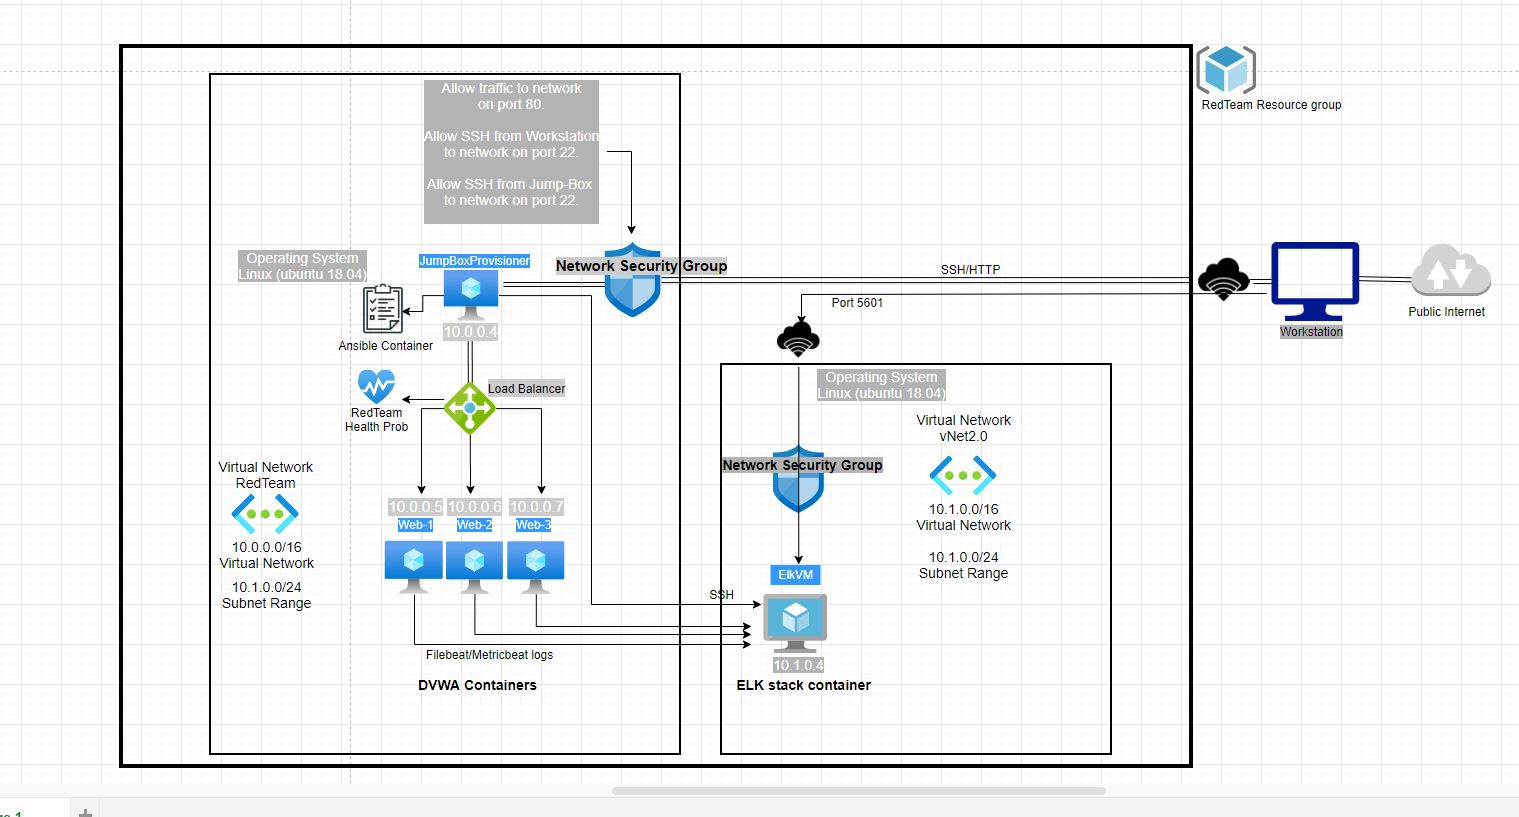 Allow traffic to network
on port 80.
Allow SSH from Workstation
to network on port 22.
Allow SSH from Jump-Box
to network on port 22.
RedTeam Resource group
Operating System
Linux (ubuntu 18.04)
JumpBoxProvisioner
10.0.0.4
Ansible Container
Network Security Group
SSH/HTTP
Port 5601
Workstation
Public Internet
Load Balancer
RedTeam
Health Prob
Virtual Network
RedTeam
10.0.0.0/16
Virtual Network
10.1.0.0/24
Subnet Range
10.0.0.5
10.0.0.6
10.0.0.7
Web-1
Web-2
Web-3
Filebeat/Metricbeat logs
DVWA Containers
SSH
Operating System
Linux (ubuntu 18.04)
Network Security Group
Virtual Network
vNet2.0
10.1.0.0/16
Virtual Network
10.1.0.0/24
Subnet Range
ElkVM
10.1.0.4
ELK stack container